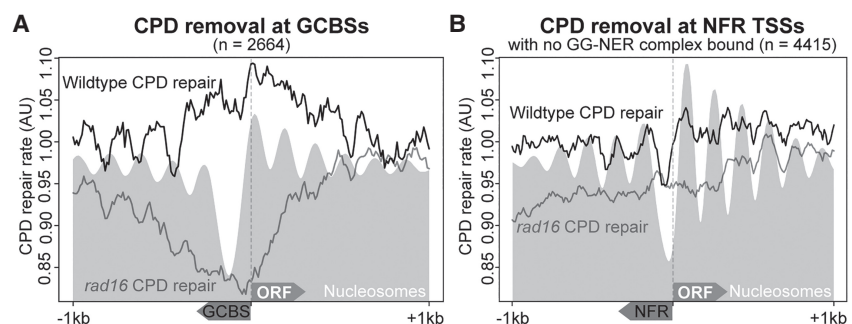 A
CPD removal at GCBSs
(n = 2664)
CPD repair rate (AU)
1.10
1.05
1.00
0.95
0.90
0.85
Wildtype CPD repair
rad16 CPD repair
ORF
Nucleosomes
GCBS
-1kb
+1kb
B
CPD removal at NFR TSSs
with no GG-NER complex bound (n = 4415)
CPD repair rate (AU)
1.10
1.05
1.00
0.95
0.90
0.85
Wildtype CPD repair
rad16 CPD repair
ORF
Nucleosomes
NFR
-1kb
+1kb